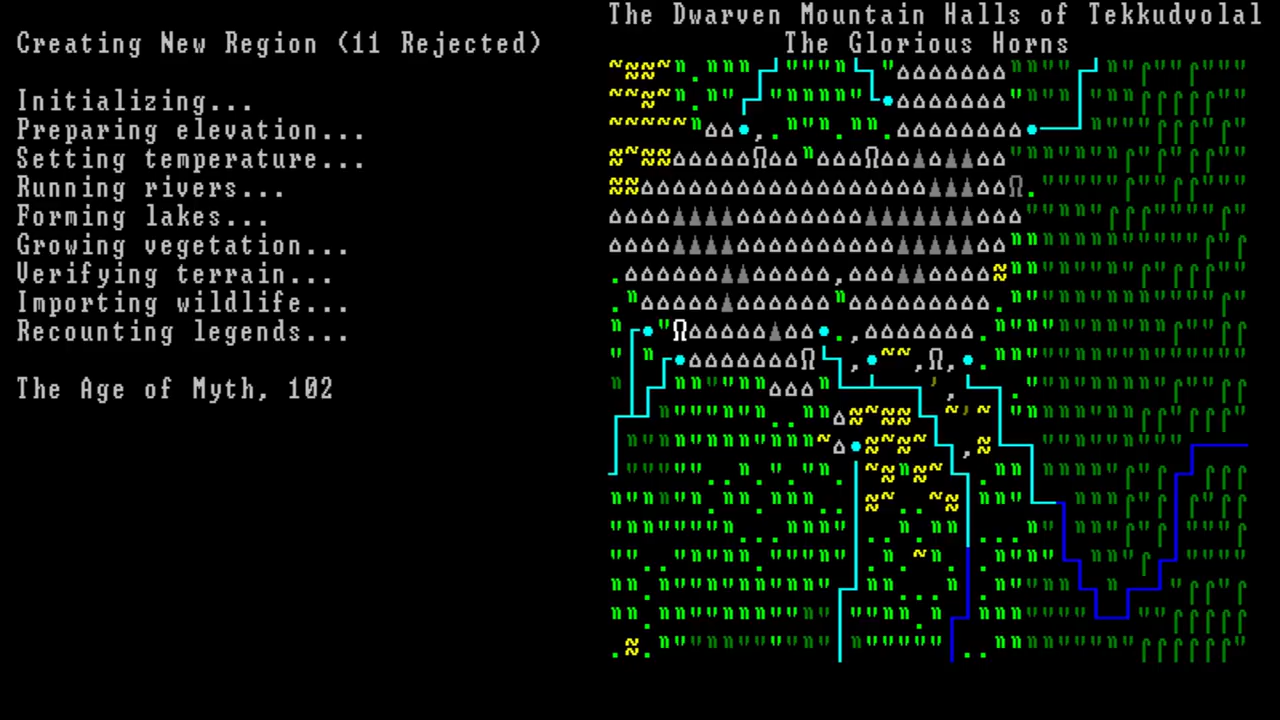 The Dwarven Mountain Halls of Tekkudvolal
Creating New Region (11 Rejected)
The Glorious Horns
Initializing...
Preparing elevation...
Setting temperature...
Running rivers...
Forming lakes...
Growing vegetation...
Verifying terrain...
Importing wildlife...
Recounting legends...
The Age of Myth, 102